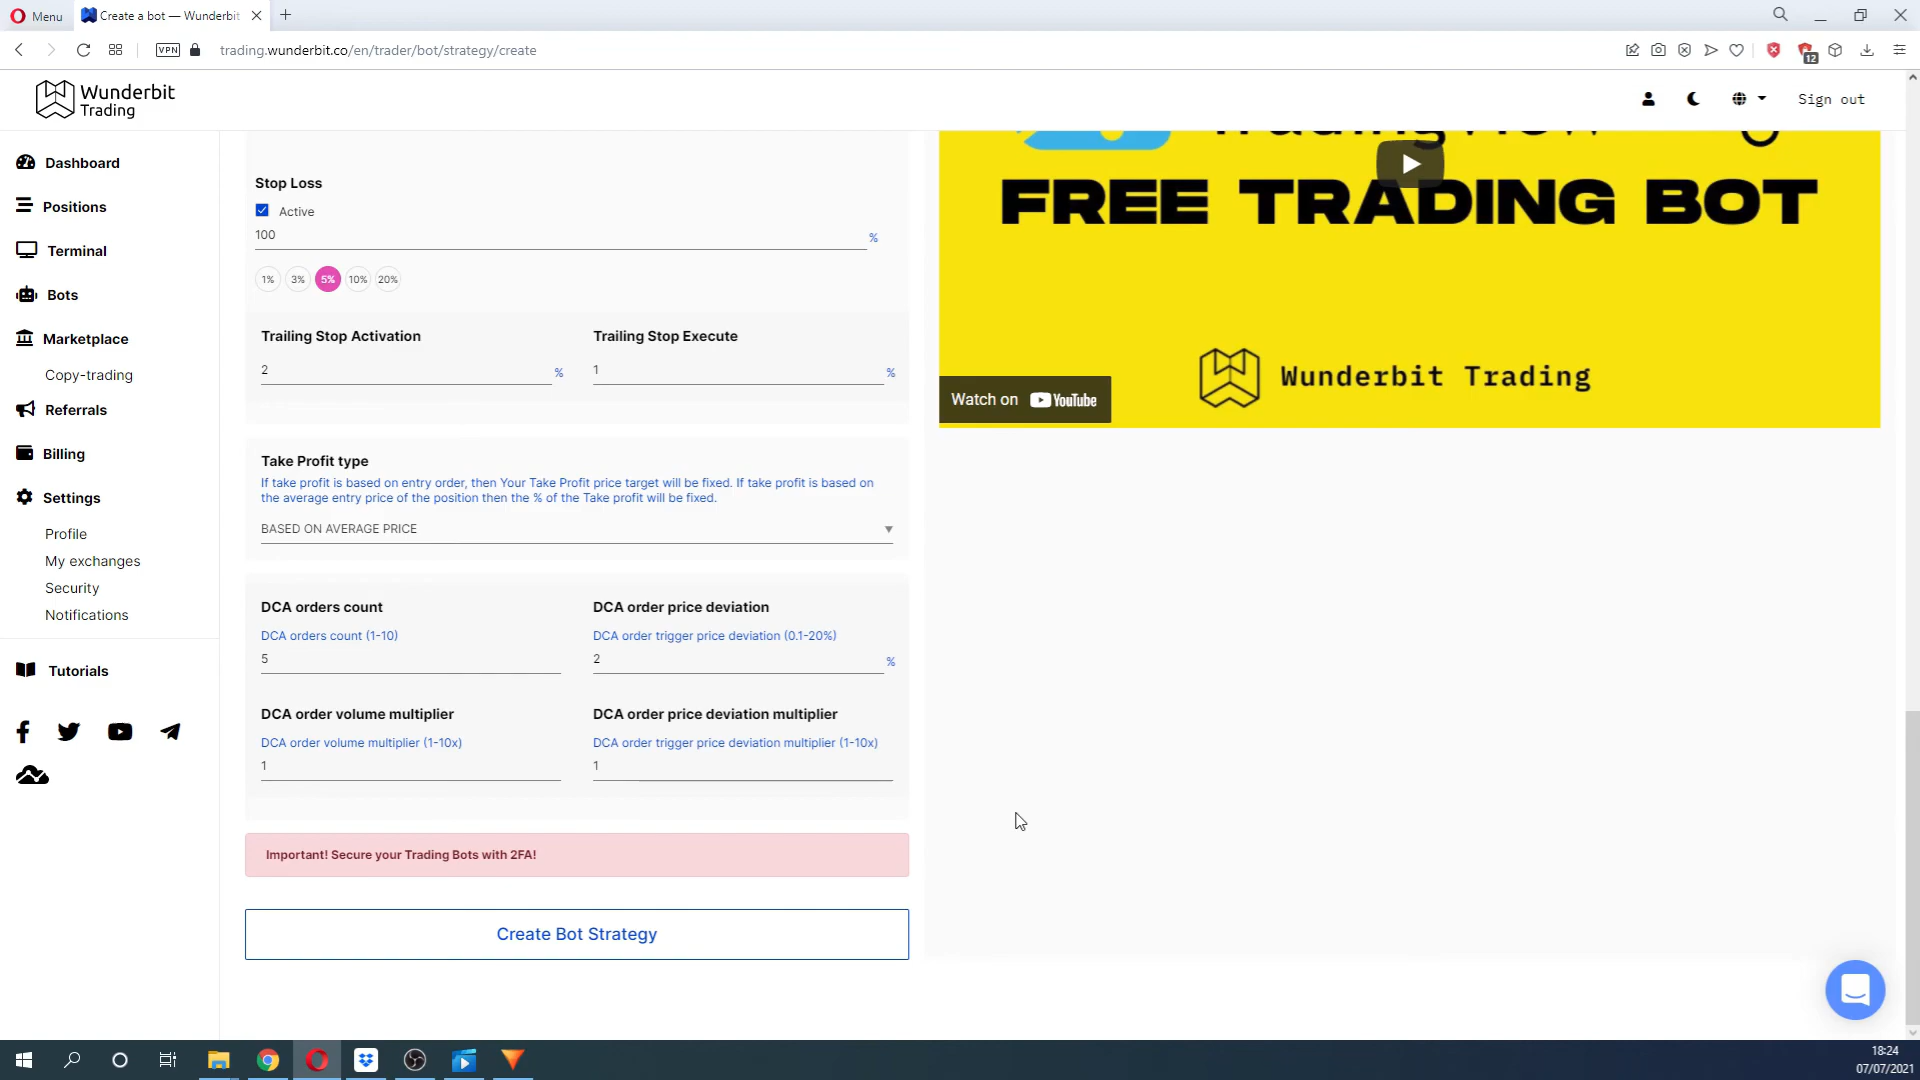 Menu
Create a bot — Wunderbit
VPN
trading.wunderbit.co/en/trader/bot/strategy/create
12
Wunderbit
Trading
Sign out
Dashboard
Positions
Terminal
Bots
Marketplace
Copy-trading
Referrals
Billing
Settings
Profile
My exchanges
Security
Notifications
Tutorials
Stop Loss
Active
100
%
1%
3%
5%
10%
20%
Trailing Stop Activation
Trailing Stop Execute
2
%
1
%
Take Profit type
If take profit is based on entry order, then Your Take Profit price target will be fixed. If take profit is based on
the average entry price of the position then the % of the Take profit will be fixed.
BASED ON AVERAGE PRICE
DCA orders count
DCA order price deviation
DCA orders count (1-10)
DCA order trigger price deviation (0.1-20%)
5
2
%
DCA order volume multiplier
DCA order price deviation multiplier
DCA order volume multiplier (1-10x)
DCA order trigger price deviation multiplier (1-10x)
1
1
Important! Secure your Trading Bots with 2FA!
Create Bot Strategy
FREE TRADING BOT
Wunderbit Trading
Watch on YouTube
18:24
07/07/2021